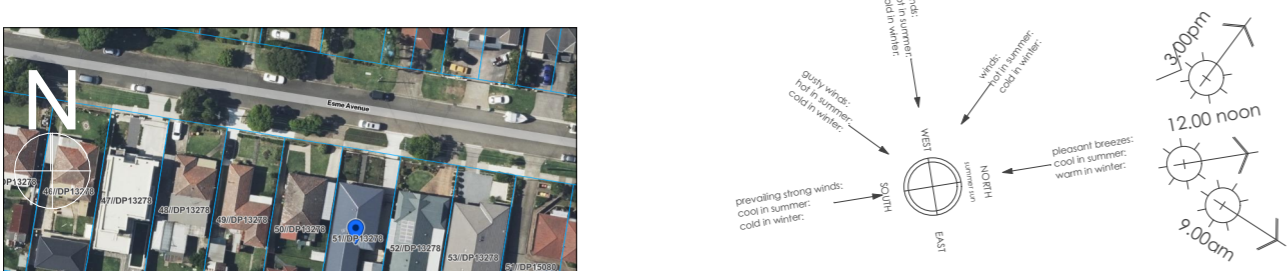 N
Esme Avenue
DP13278
46//DP13278
47//DP13278
48//DP13278
49//DP13278
50//DP13278
51//DP13278
52//DP13278
53//DP13278
winds:
hot in summer:
cold in winter:
winds:
hot in summer:
cold in winter:
gusty winds:
hot in summer:
cold in winter:
pleasant breezes:
cool in summer:
warm in winter:
prevailing strong winds:
cool in summer:
cold in winter:
WEST
NORTH
summer sun
SOUTH
EAST
3.00pm
12.00 noon
9.00am